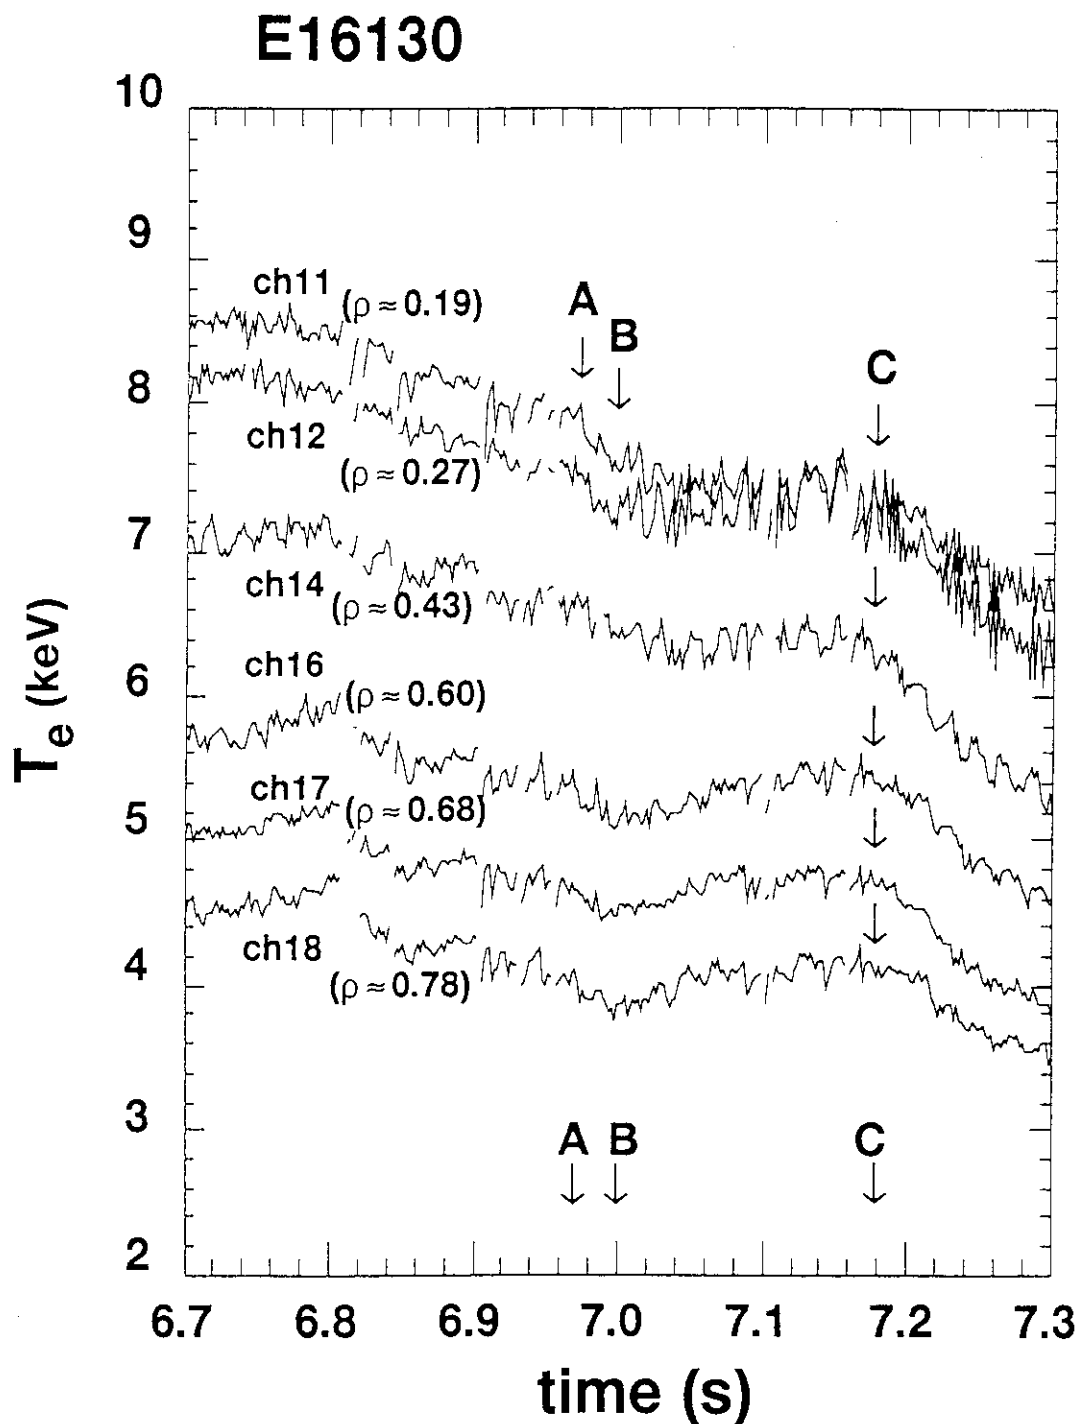 E16130
10
9
8
7
6
5
4
3
2
T_e (keV)
ch11
(ρ ≈ 0.19)
A
B
C
ch12
(ρ ≈ 0.27)
ch14
(ρ ≈ 0.43)
ch16
(ρ ≈ 0.60)
ch17
(ρ ≈ 0.68)
ch18
(ρ ≈ 0.78)
A B C
6.7 6.8 6.9 7.0 7.1 7.2 7.3
time (s)